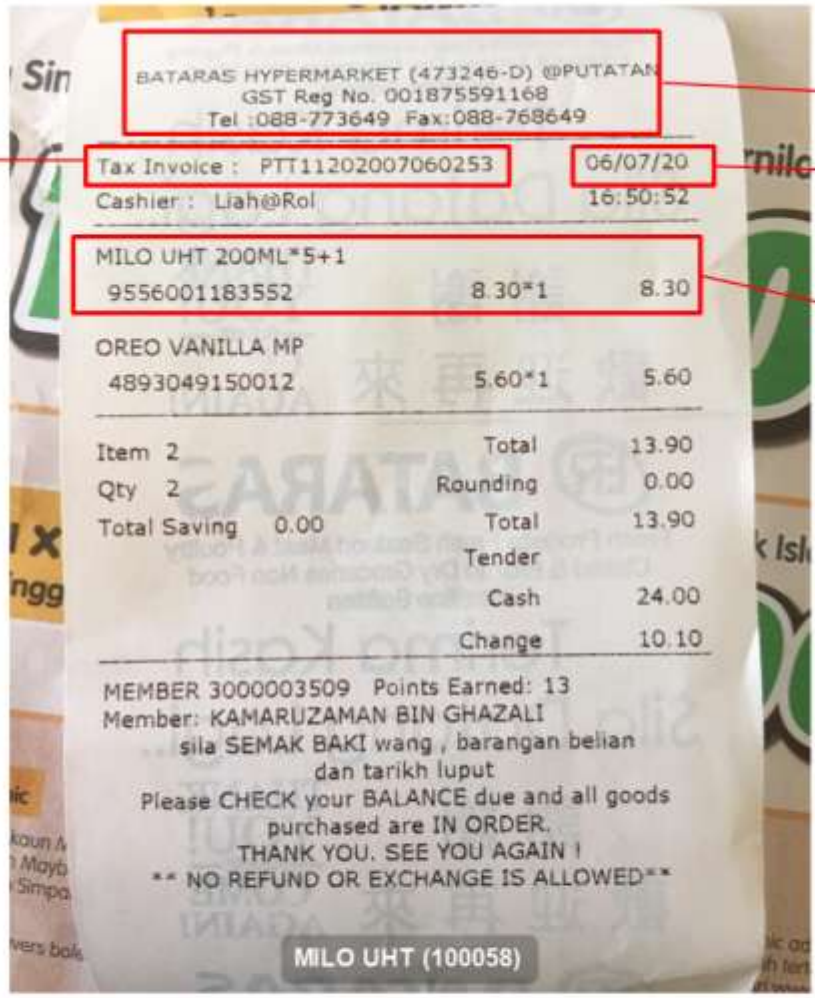 BATARAS HYPERMARKET (473246-D) @PUTATAN
GST Reg No. 001875591168
Tel :088-773649 Fax:088-768649
Tax Invoice : PTT11202007060253 06/07/20
Cashier : Liah@Rol 16:50:52
MILO UHT 200ML*5+1
9556001183552 8.30*1 8.30
OREO VANILLA MP
4893049150012 5.60*1 5.60
Item 2 Total 13.90
Qty 2 Rounding 0.00
Total Saving 0.00 Total 13.90
Tender
Cash 24.00
Change 10.10
MEMBER 3000003509 Points Earned: 13
Member: KAMARUZAMAN BIN GHAZALI
sila SEMAK BAKI wang , barangan belian
dan tarikh luput
Please CHECK your BALANCE due and all goods
purchased are IN ORDER.
THANK YOU. SEE YOU AGAIN !
** NO REFUND OR EXCHANGE IS ALLOWED**
MILO UHT (100058)